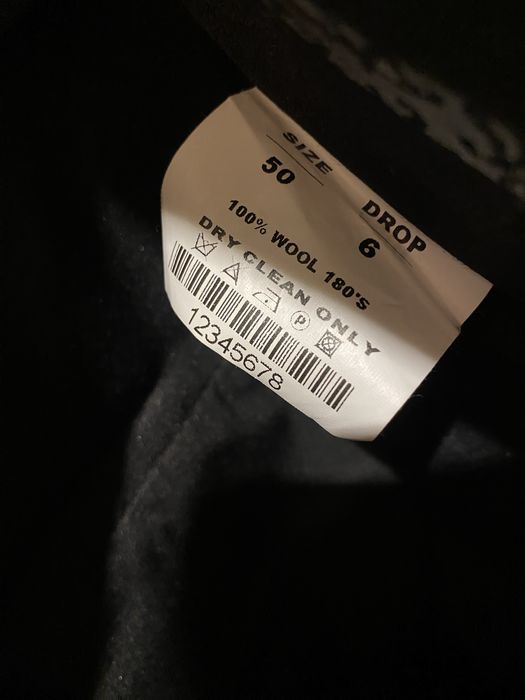 SIZE DROP
50 6
100% WOOL 180'S
DRY CLEAN ONLY
P
12345678